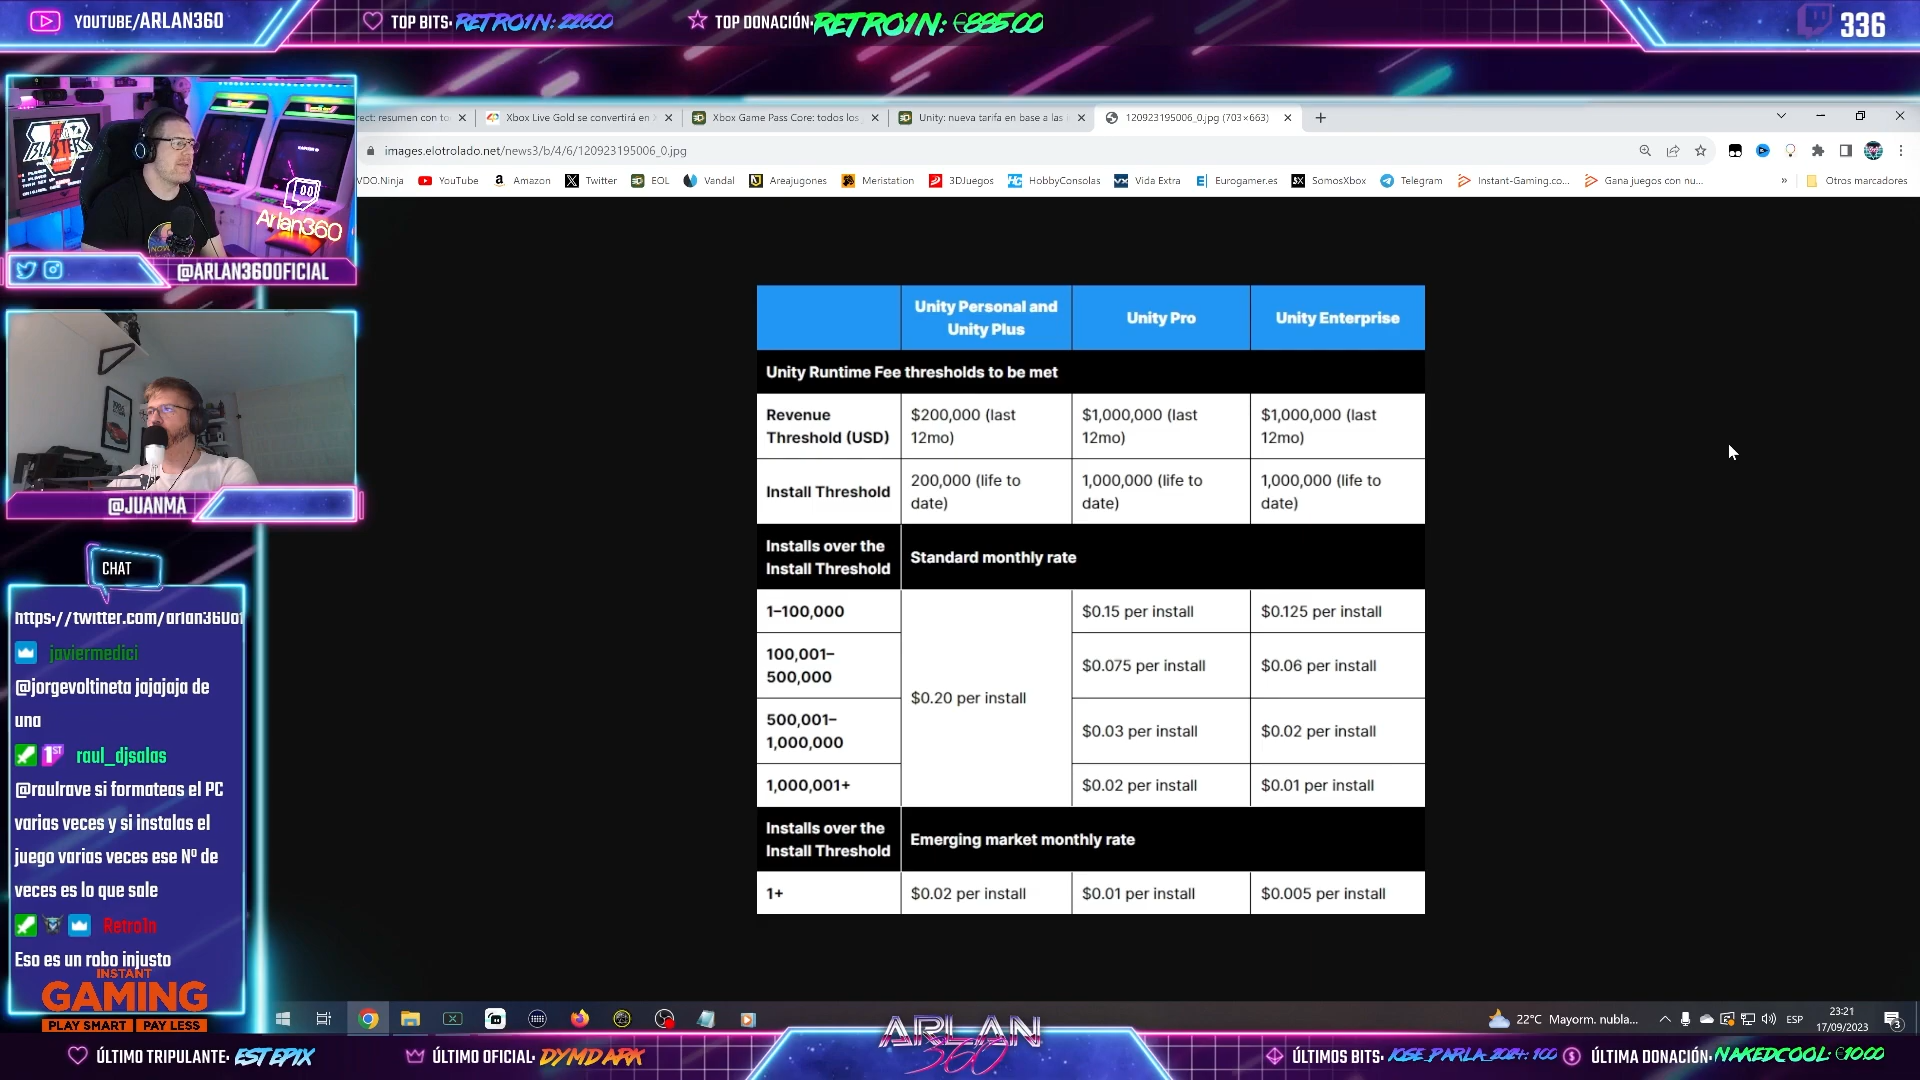 YOUTUBE/ARLAN360
TOP BITS: RETRO1N: 22600
TOP DONACIÓN: RETRO1N: €885.00
336
rect: resumen con to
Xbox Live Gold se convertirá en X
Xbox Game Pass Core: todos los
Unity: nueva tarifa en base a las i
120923195006_0.jpg (703×663)
images.elotrolado.net/news3/b/4/6/120923195006_0.jpg
VDO.Ninja
YouTube
Amazon
Twitter
EOL
Vandal
Areajugones
Meristation
3DJuegos
HobbyConsolas
Vida Extra
Eurogamer.es
SomosXbox
Telegram
Instant-Gaming.co...
Gana juegos con nu...
»
Otros marcadores
Arlan360
@ARLAN360OFICIAL
@JUANMA
CHAT
https://twitter.com/arlan360of
javiermedici
@jorgevoltineta jajajaja de
una
1ST raul_djsalas
@raulrave si formateas el PC
varias veces y si instalas el
juego varias veces ese Nº de
veces es lo que sale
Retro1n
Eso es un robo injusto
INSTANT
GAMING
PLAY SMART PAY LESS
Unity Personal and
Unity Plus
Unity Pro
Unity Enterprise
Unity Runtime Fee thresholds to be met
Revenue
Threshold (USD)
$200,000 (last
12mo)
$1,000,000 (last
12mo)
$1,000,000 (last
12mo)
Install Threshold
200,000 (life to
date)
1,000,000 (life to
date)
1,000,000 (life to
date)
Installs over the
Install Threshold
Standard monthly rate
1–100,000
$0.20 per install
$0.15 per install
$0.125 per install
100,001–
500,000
$0.075 per install
$0.06 per install
500,001–
1,000,000
$0.03 per install
$0.02 per install
1,000,001+
$0.02 per install
$0.01 per install
Installs over the
Install Threshold
Emerging market monthly rate
1+
$0.02 per install
$0.01 per install
$0.005 per install
22°C Mayorm. nubla...
ESP
23:21
17/09/2023
3
ÚLTIMO TRIPULANTE: ESTEPIX
ÚLTIMO OFICIAL: DYMDARK
ARLAN
360
ÚLTIMOS BITS: JOSE_PARLA_2024: 100
ÚLTIMA DONACIÓN: NAKEDCOOL: €10.00